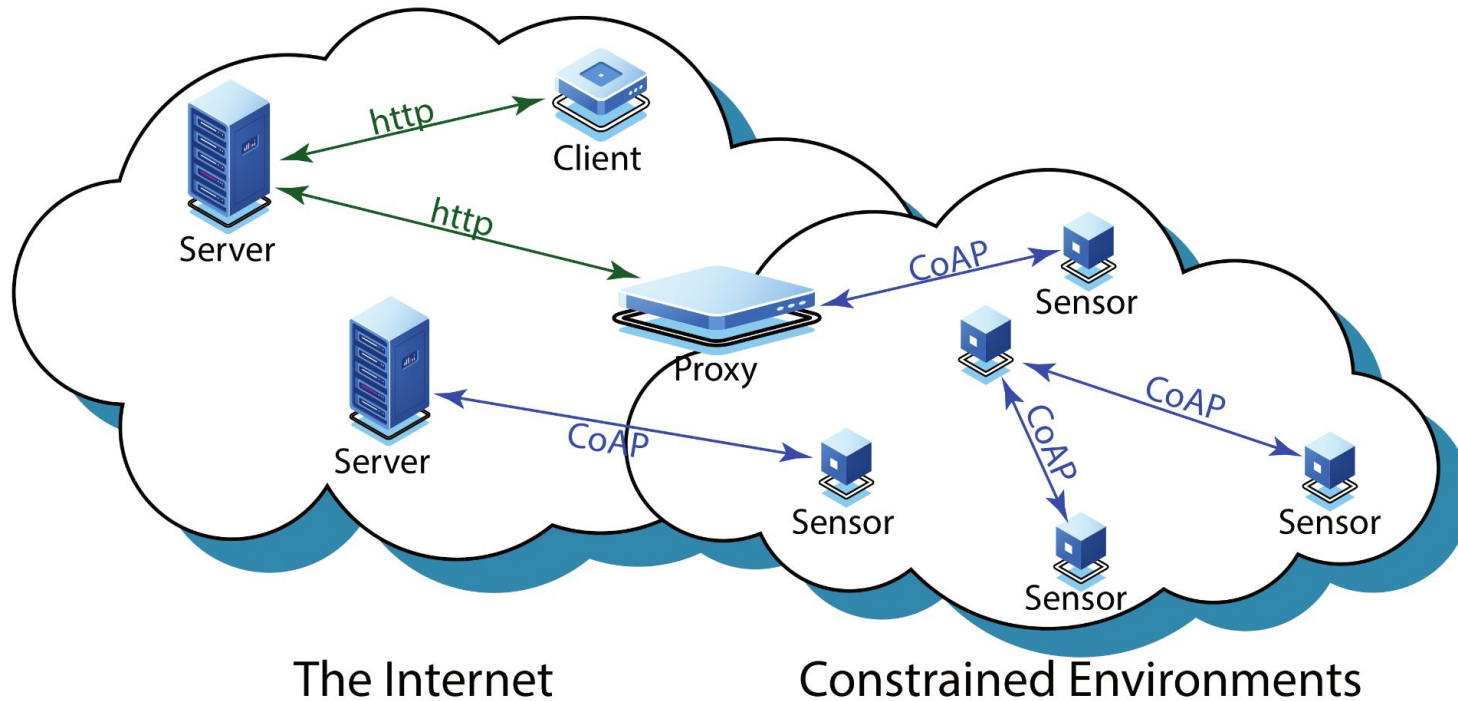 http
Client
Server
http
CoAP
Sensor
Proxy
CoAP
CoAP
Server
CoAP
Sensor
Sensor
Sensor
The Internet
Constrained Environments